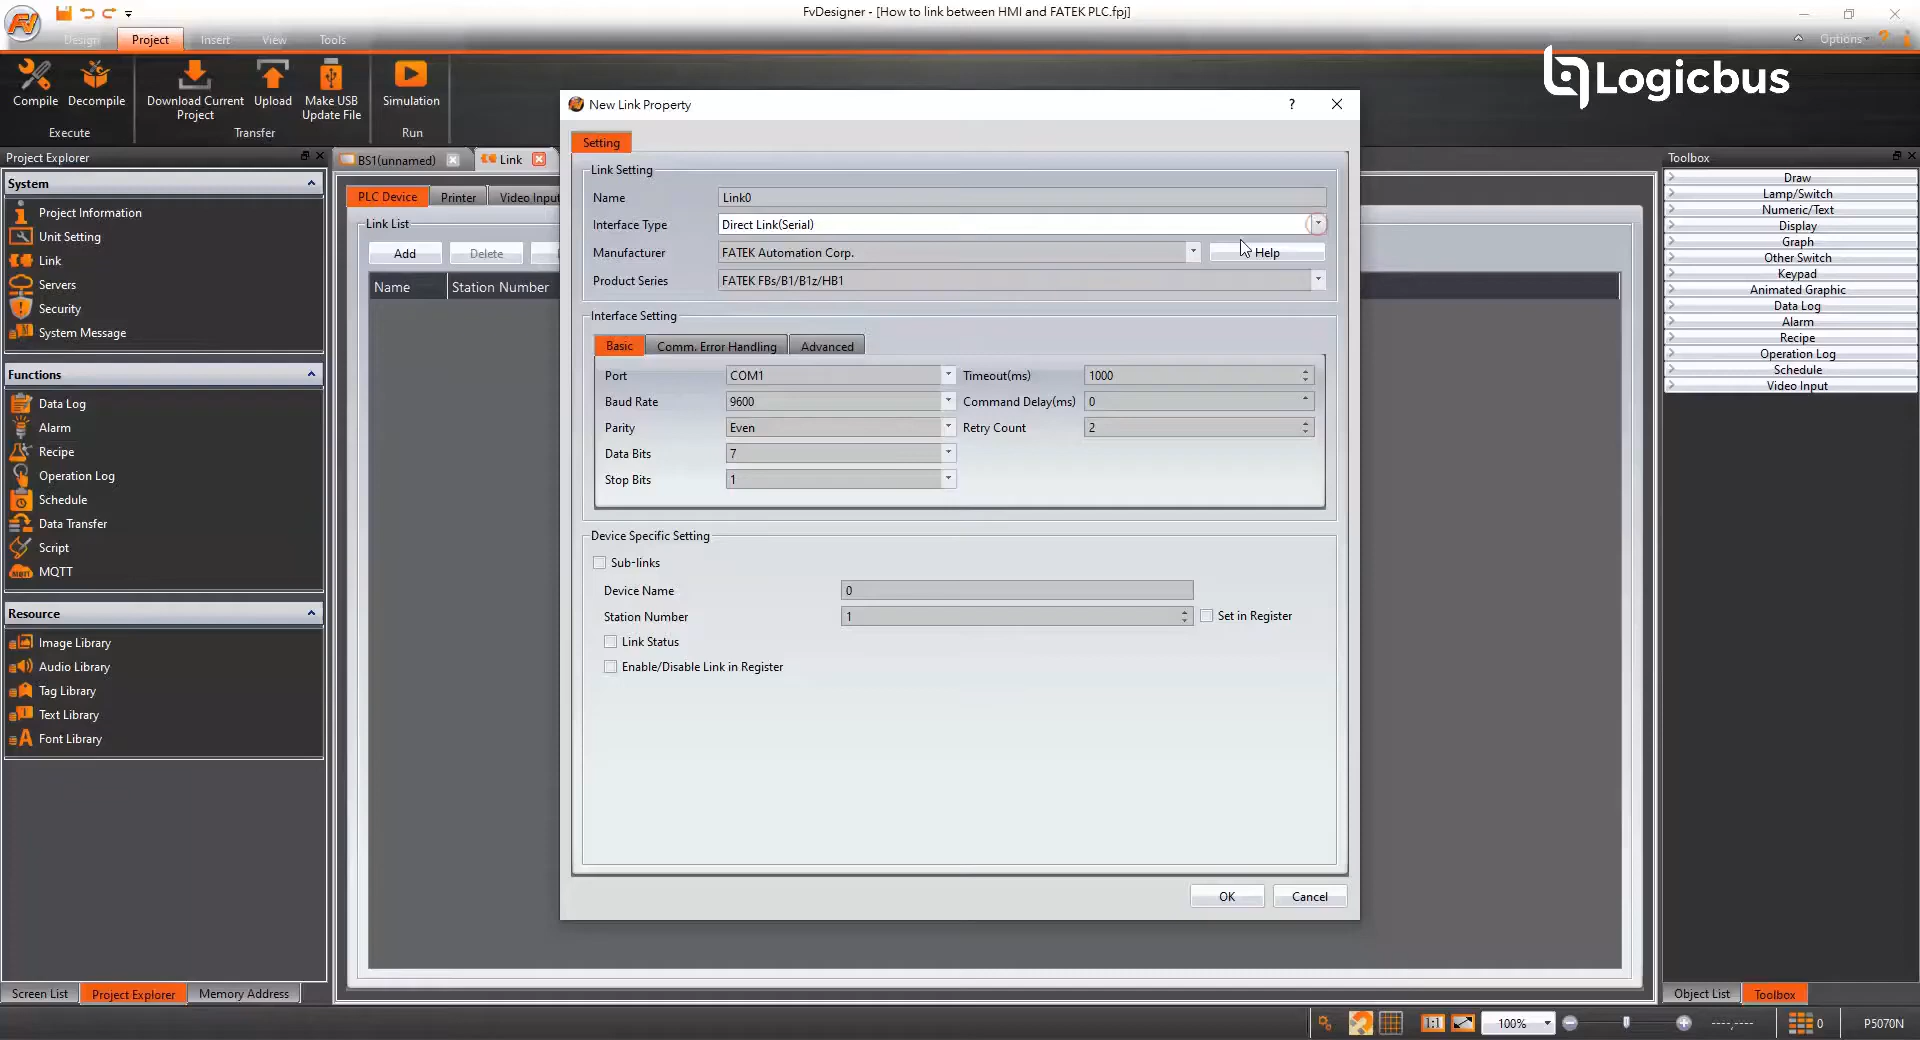 FvDesigner - [How to link between HMI and FATEK PLC.fpj]
Design
Project
Insert
View
Tools
Options
Compile
Decompile
Download Current
Project
Upload
Make USB
Update File
Simulation
Execute
Transfer
Run
Logicbus
Project Explorer
System
Project Information
Unit Setting
Link
Servers
Security
System Message
Functions
Data Log
Alarm
Recipe
Operation Log
Schedule
Data Transfer
Script
MQTT
Resource
Image Library
Audio Library
Tag Library
Text Library
Font Library
Screen List
Project Explorer
Memory Address
BS1(unnamed)
Link
PLC Device
Printer
Video Input
Link List
Add
Delete
Name
Station Number
New Link Property
?
Setting
Link Setting
Name
Link0
Interface Type
Direct Link(Serial)
Manufacturer
FATEK Automation Corp.
Help
Product Series
FATEK FBs/B1/B1z/HB1
Interface Setting
Basic
Comm. Error Handling
Advanced
Port
COM1
Timeout(ms)
1000
Baud Rate
9600
Command Delay(ms)
0
Parity
Even
Retry Count
2
Data Bits
7
Stop Bits
1
Device Specific Setting
Sub-links
Device Name
0
Station Number
1
Set in Register
Link Status
Enable/Disable Link in Register
OK
Cancel
Toolbox
Draw
Lamp/Switch
Numeric/Text
Display
Graph
Other Switch
Keypad
Animated Graphic
Data Log
Alarm
Recipe
Operation Log
Schedule
Video Input
Object List
Toolbox
1:1
100%
----,----
0
P5070N